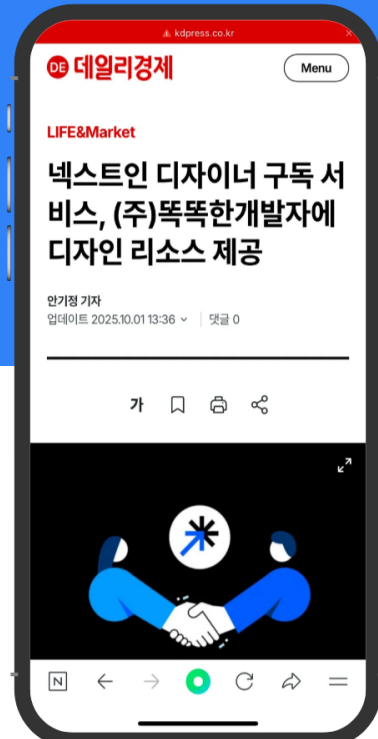 kdpress.co.kr
DE 데일리경제
Menu
LIFE&Market
넥스트인 디자이너 구독 서
비스, (주)똑똑한개발자에
디자인 리소스 제공
안기정 기자
업데이트 2025.10.01 13:36
댓글 0
가
N